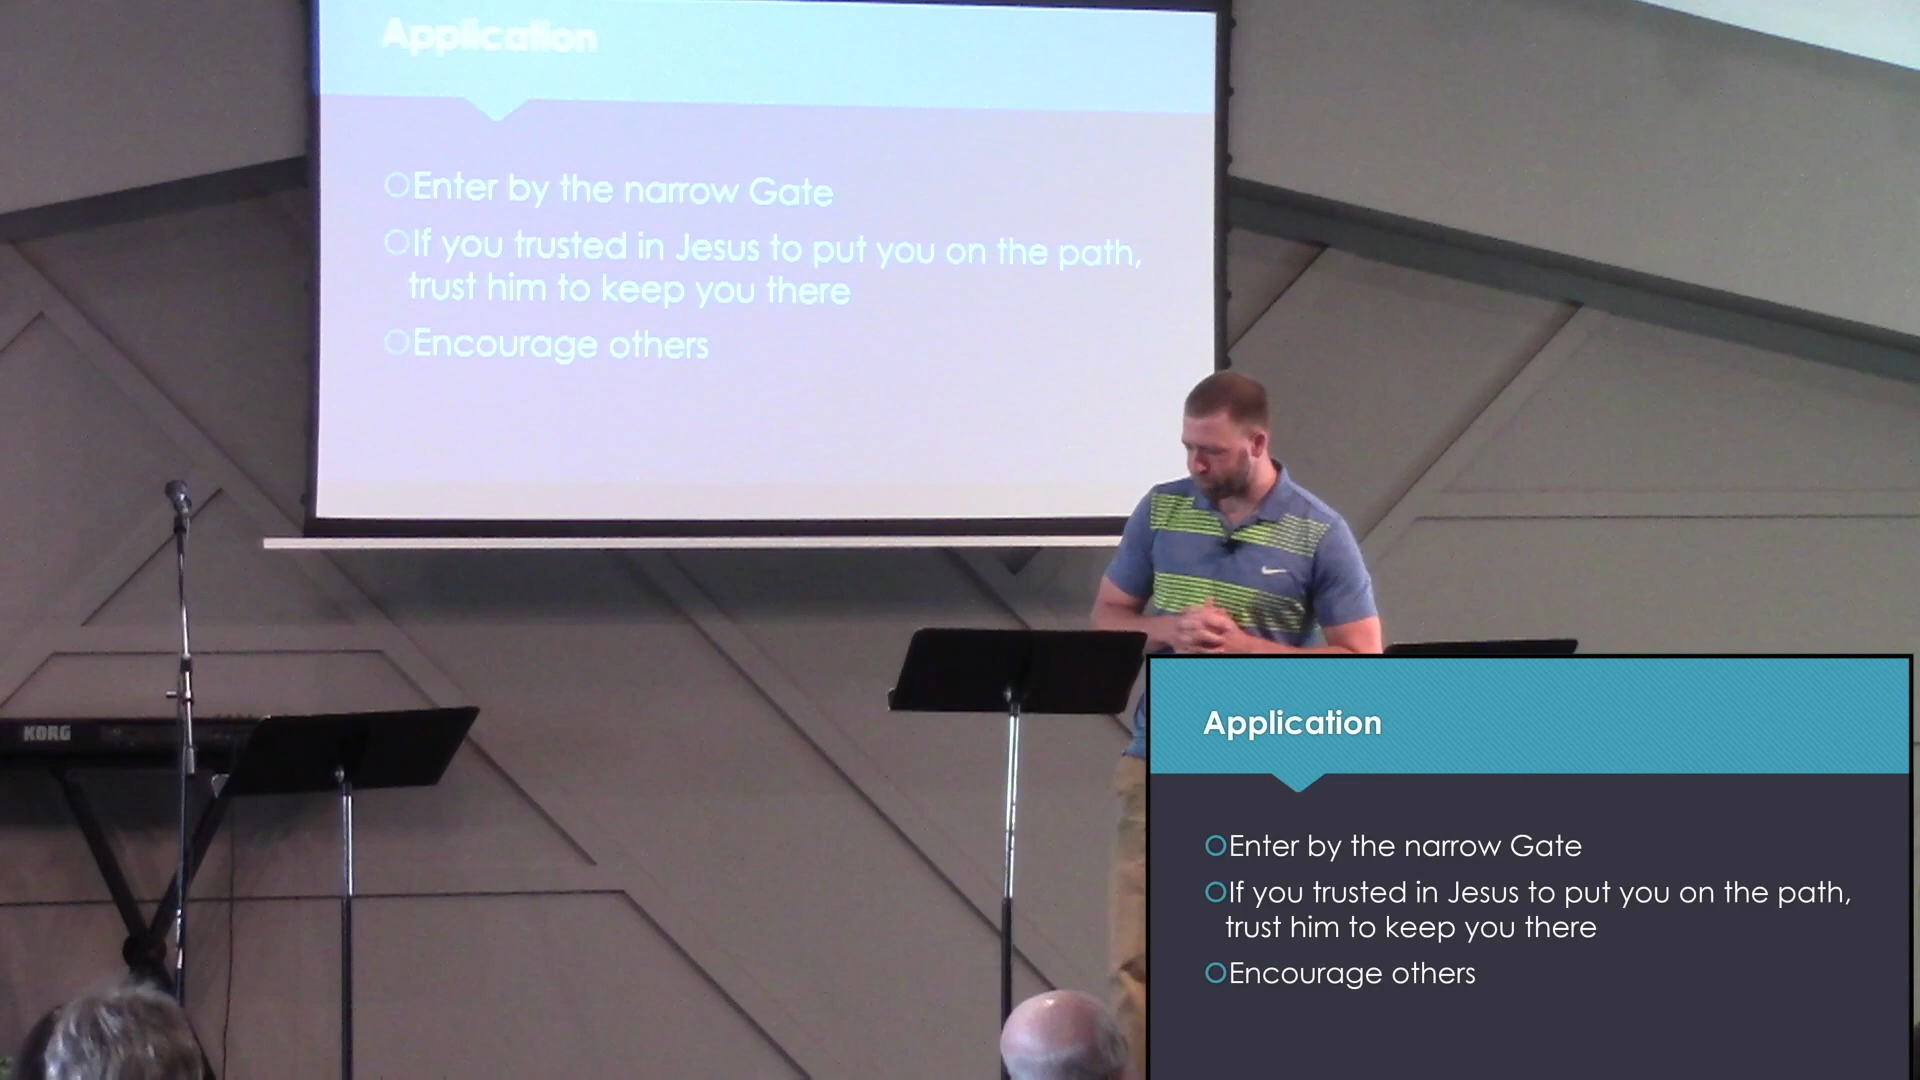 Application
○Enter by the narrow Gate
○If you trusted in Jesus to put you on the path,
trust him to keep you there
○Encourage others
KORG
Application
○Enter by the narrow Gate
○If you trusted in Jesus to put you on the path,
trust him to keep you there
○Encourage others